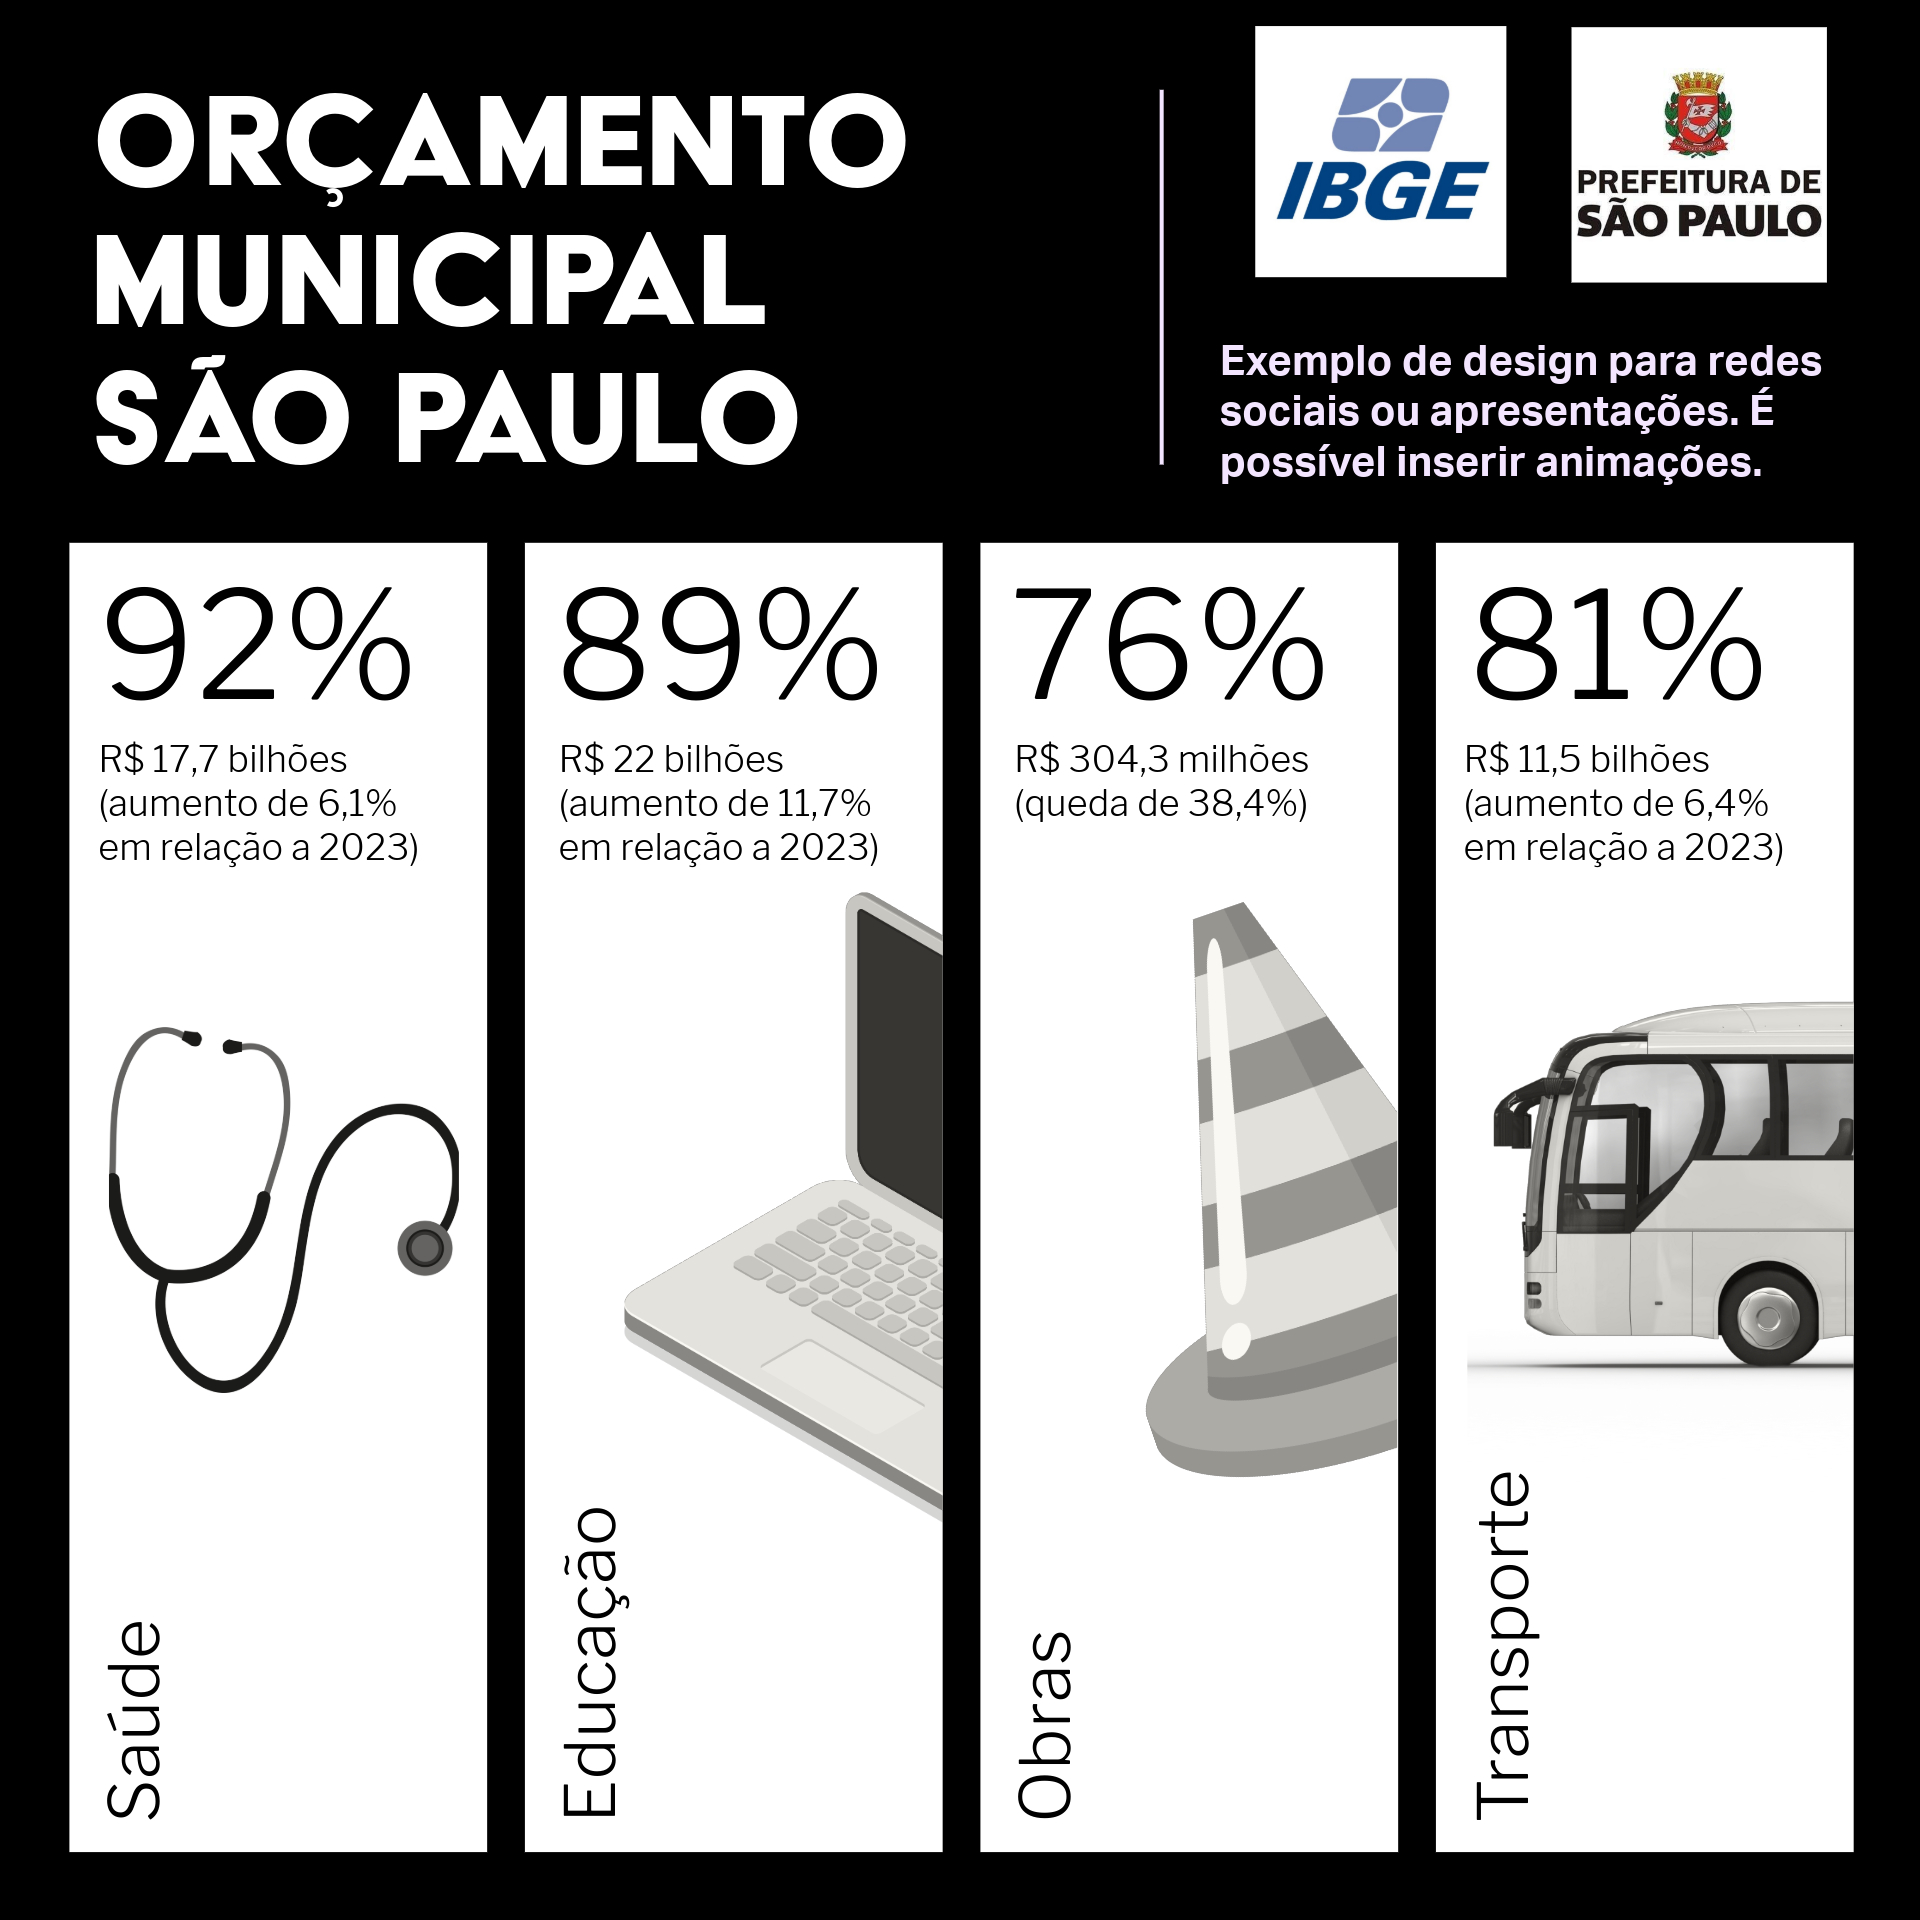 ORÇAMENTO
MUNICIPAL
SÃO PAULO
IBGE
PREFEITURA DE
SÃO PAULO
Exemplo de design para redes
sociais ou apresentações. É
possível inserir animações.
92%
R$ 17,7 bilhões
(aumento de 6,1%
em relação a 2023)
Saúde
89%
R$ 22 bilhões
(aumento de 11,7%
em relação a 2023)
Educação
76%
R$ 304,3 milhões
(queda de 38,4%)
Obras
81%
R$ 11,5 bilhões
(aumento de 6,4%
em relação a 2023)
Transporte